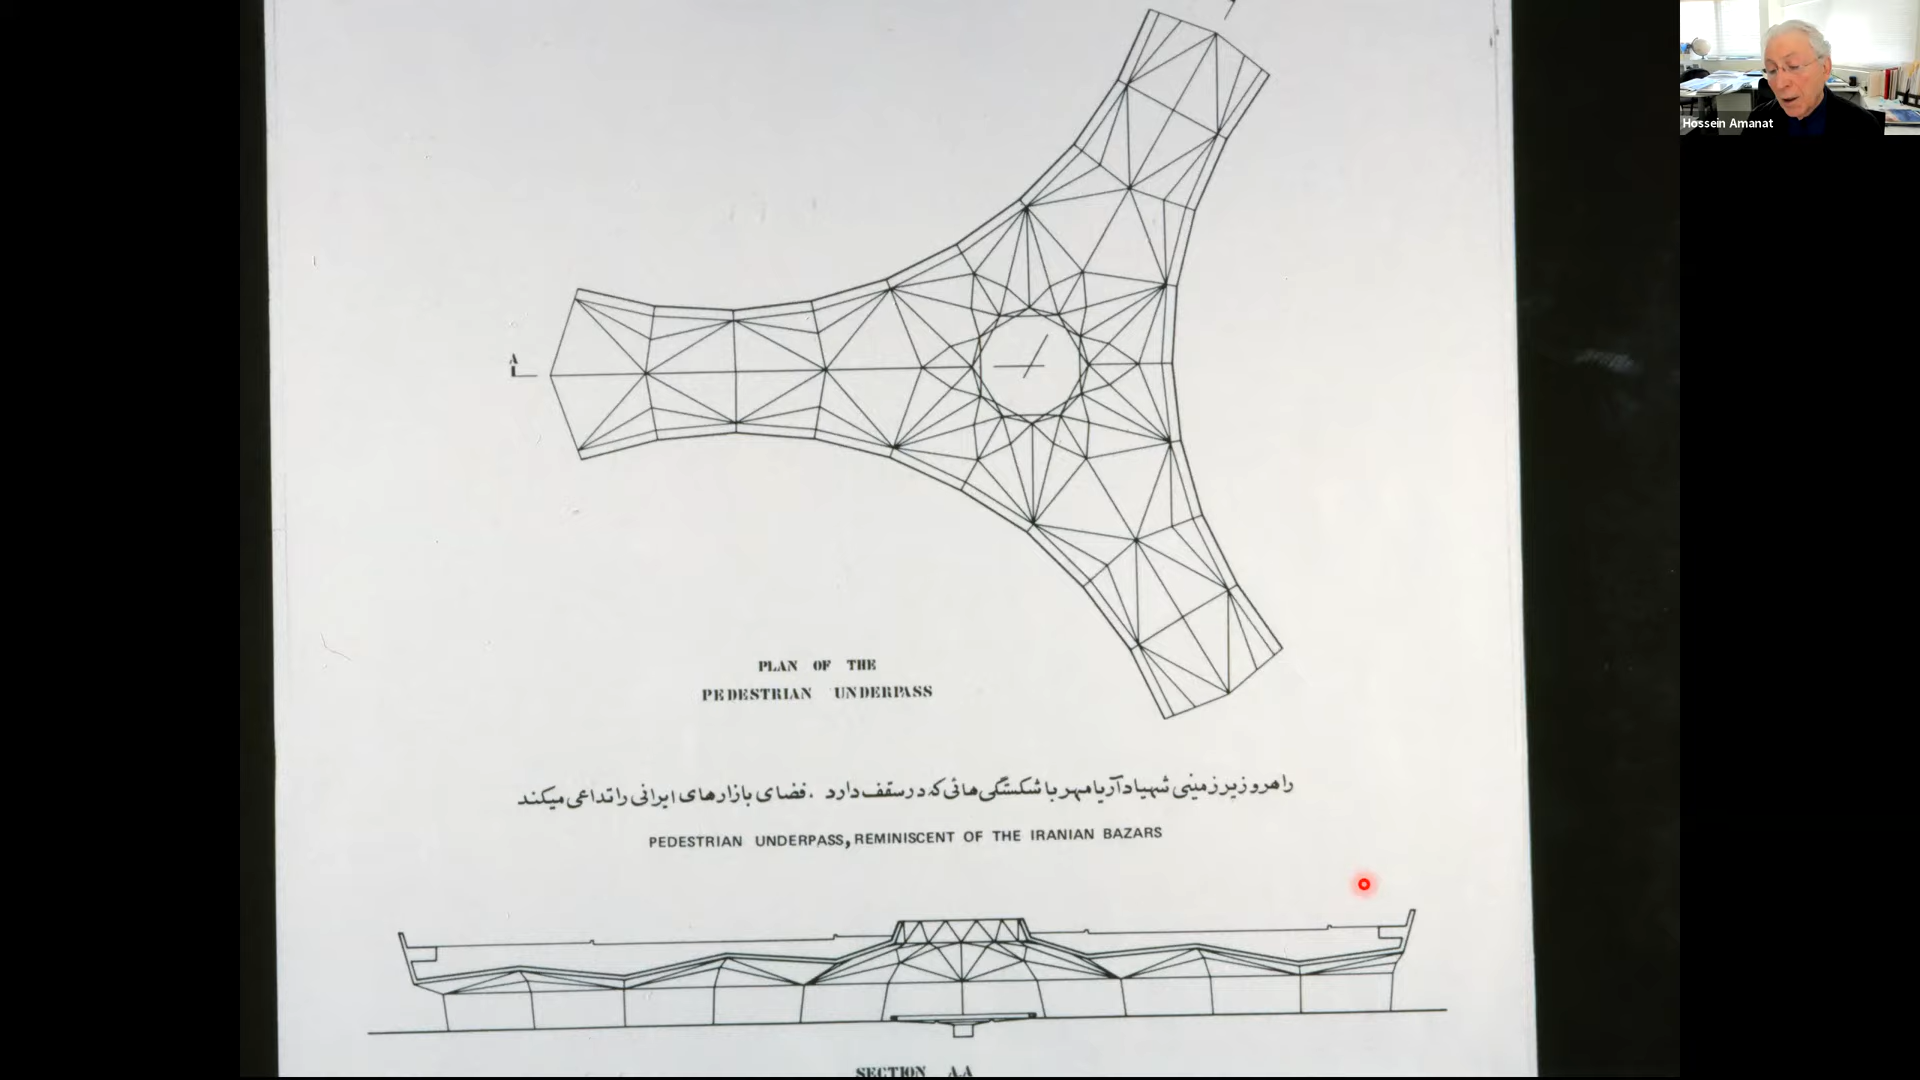 Hossein Amanat
A
PLAN OF THE
PEDESTRIAN UNDERPASS
راهرو زیرزمینی شهیاد آریامهر با شکستگی هائی که در سقف دارد . فضای بازارهای ایرانی را تداعی میکند
PEDESTRIAN UNDERPASS, REMINISCENT OF THE IRANIAN BAZARS
SECTION A.A